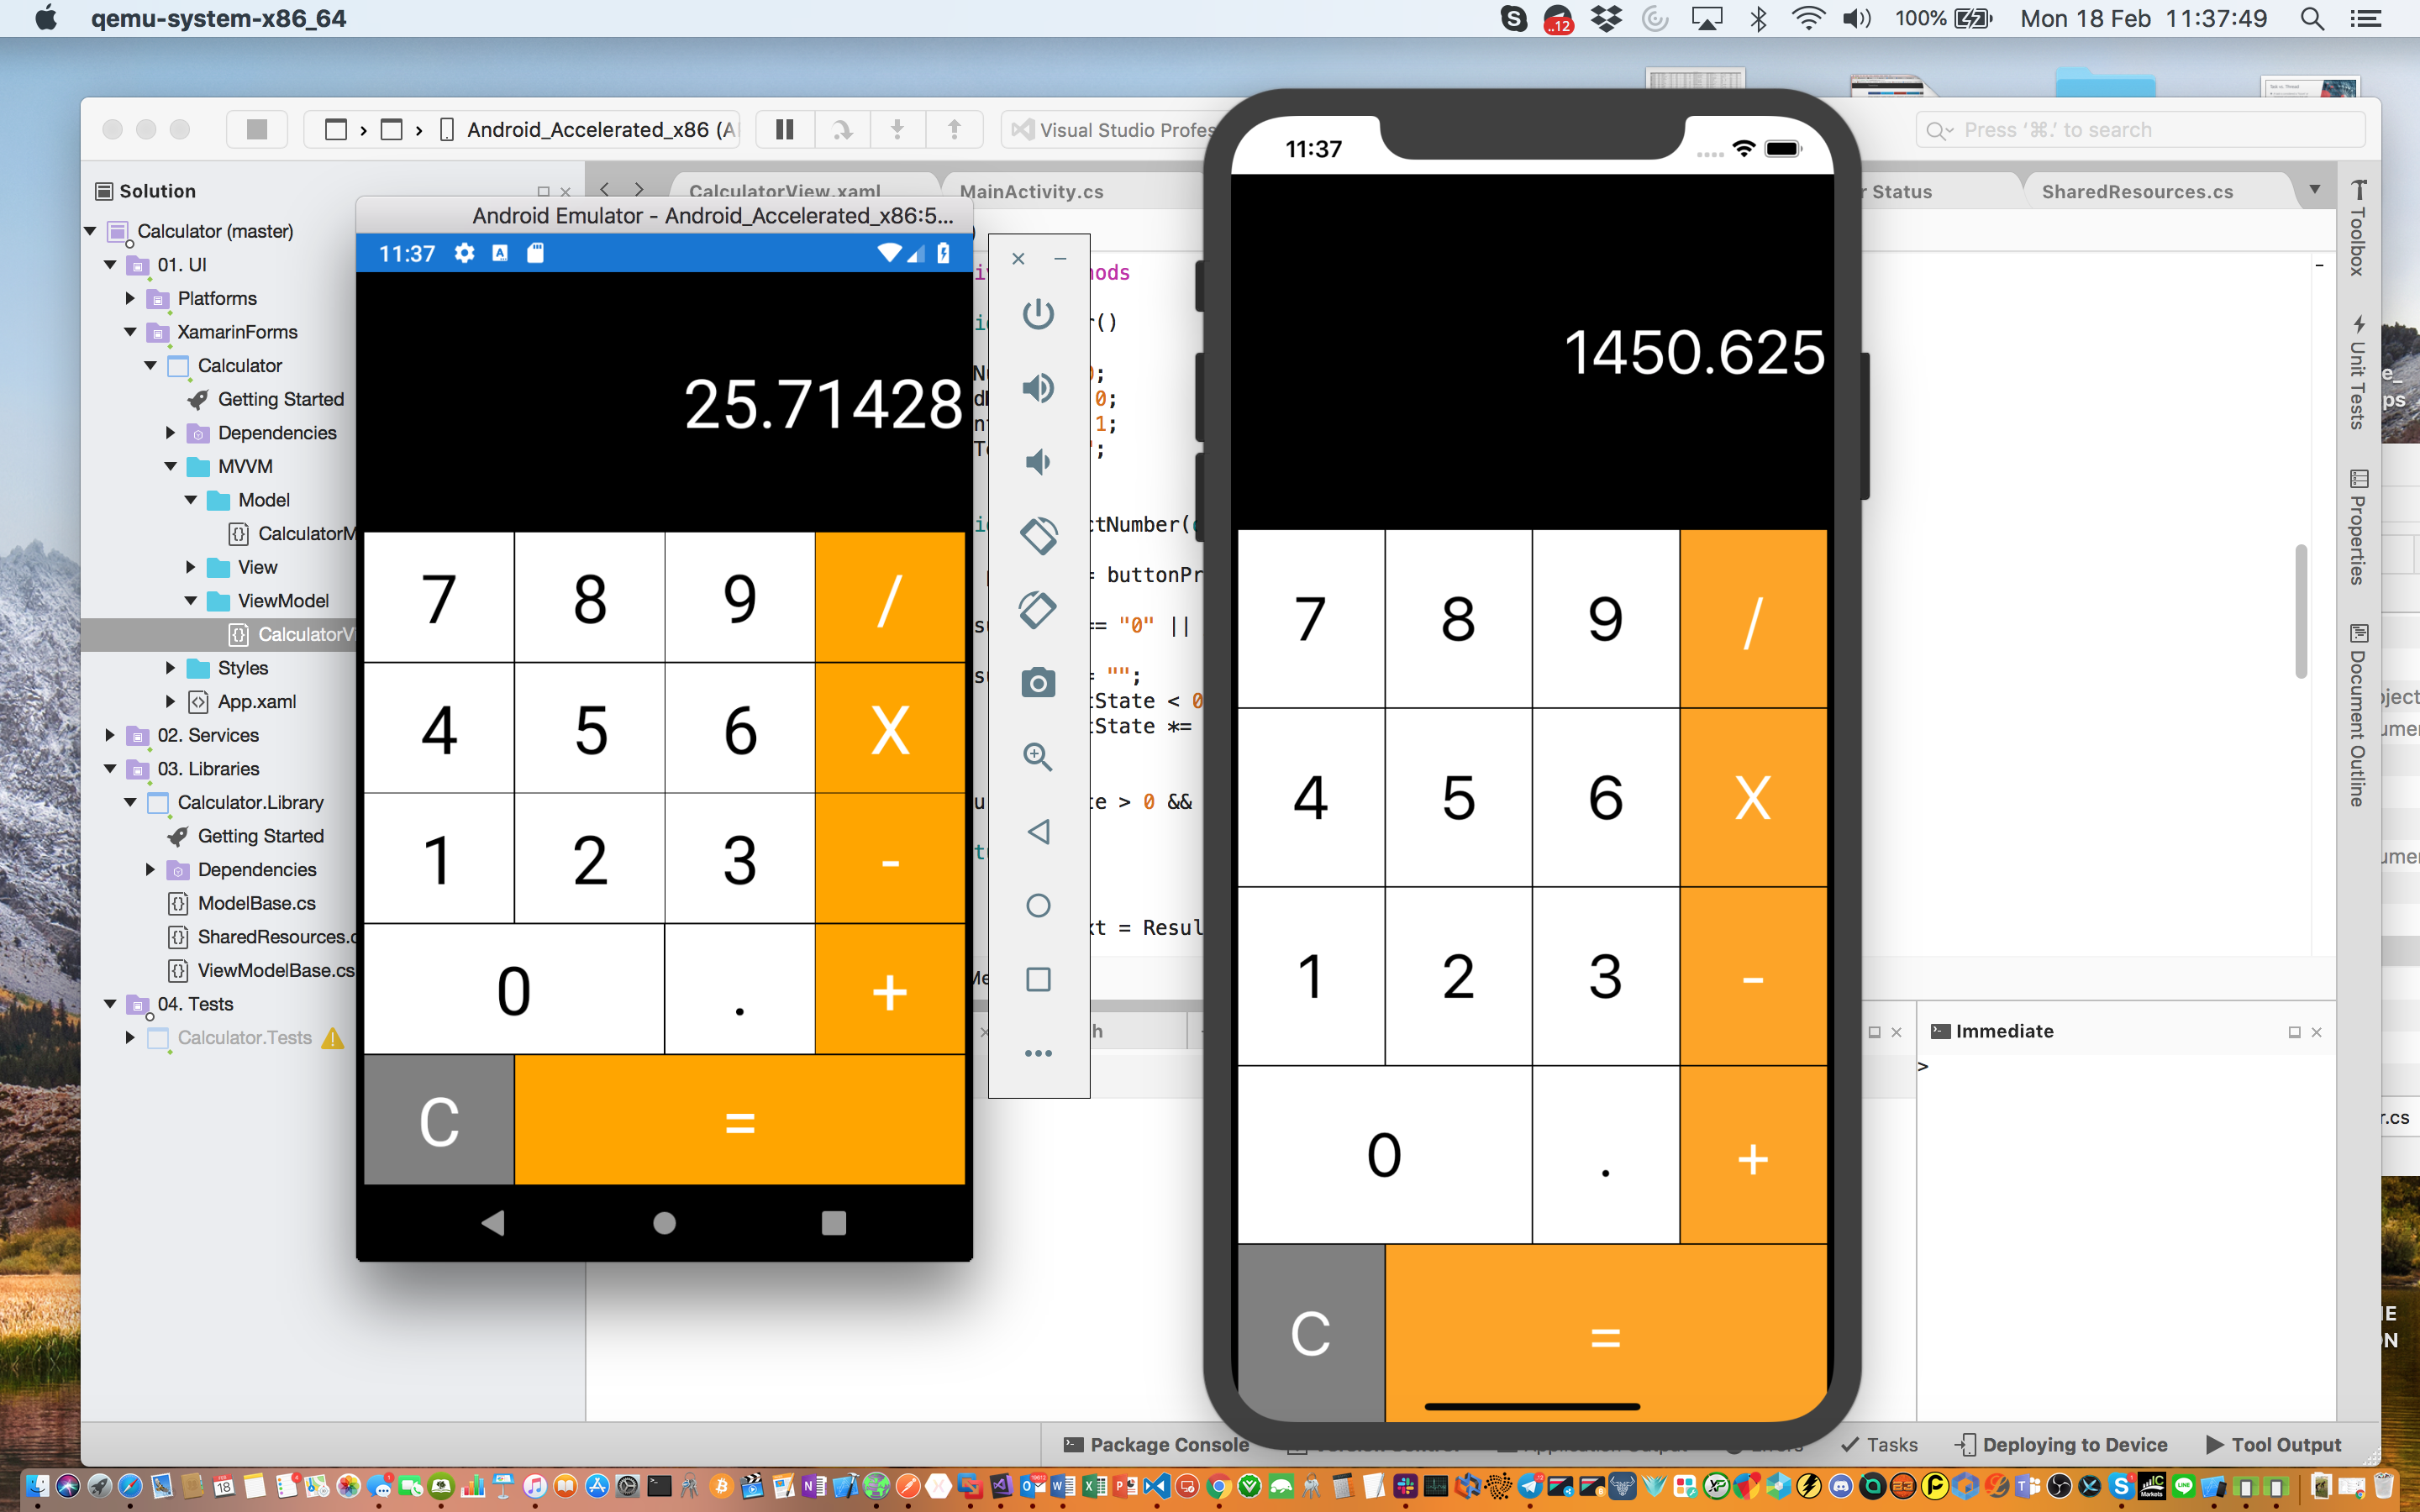 qemu-system-x86_64
..12
100%
Mon 18 Feb 11:37:49
Android_Accelerated_x86 (A
Visual Studio Profes
Press ‘⌘.’ to search
Solution
CalculatorView.xaml
MainActivity.cs
r Status
SharedResources.cs
Calculator (master)
01. UI
Platforms
XamarinForms
Calculator
Getting Started
Dependencies
MVVM
Model
CalculatorM
View
ViewModel
CalculatorVi
Styles
App.xaml
02. Services
03. Libraries
Calculator.Library
Getting Started
Dependencies
ModelBase.cs
SharedResources.c
ViewModelBase.cs
04. Tests
Calculator.Tests
Android Emulator - Android_Accelerated_x86:5...
11:37
25.71428
7 8 9 /
4 5 6 X
1 2 3 -
0 . +
C =
r()
0;
1;
ctNumber(
= buttonPr
== "0" ||
= "";
tState < 0
tState *=
e > 0 &&
xt = Resul
11:37
1450.625
7 8 9 /
4 5 6 X
1 2 3 -
0 . +
C =
Toolbox
Unit Tests
Properties
Document Outline
Immediate
>
Package Console
Tasks
Deploying to Device
Tool Output